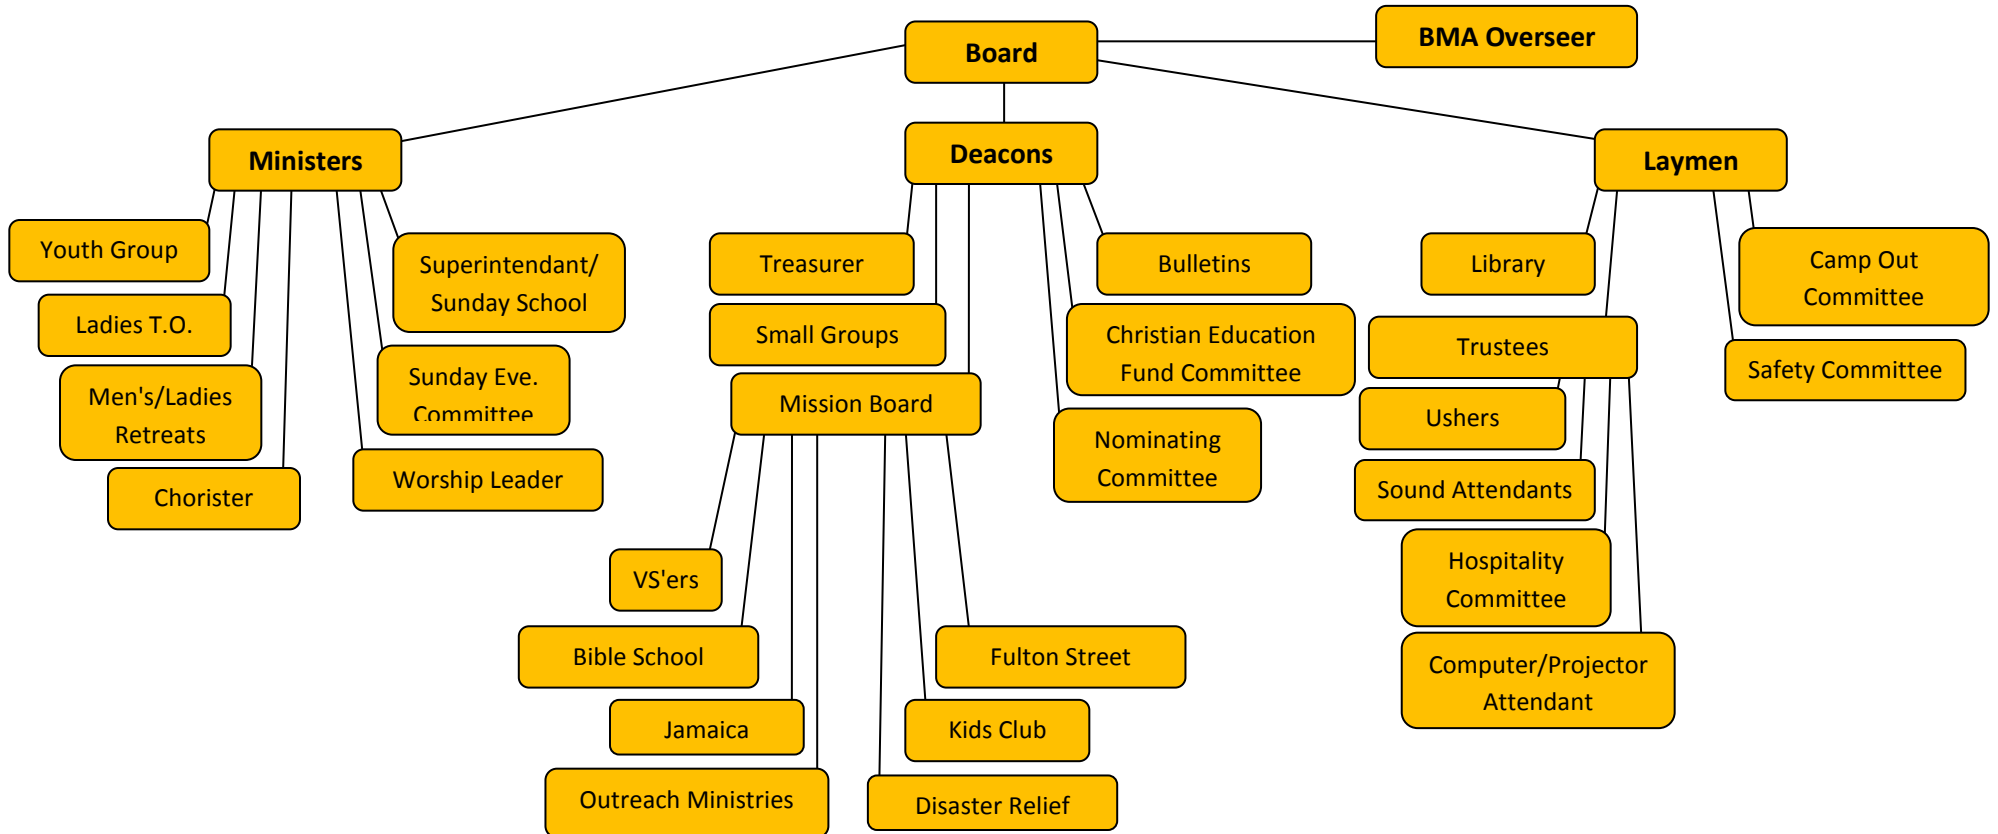 Board
BMA Overseer
Ministers
Deacons
Laymen
Youth Group
Ladies T.O.
Men's/Ladies
Retreats
Chorister
Superintendant/
Sunday School
Sunday Eve.
Committee
Worship Leader
Treasurer
Small Groups
Mission Board
Bulletins
Christian Education
Fund Committee
Nominating
Committee
VS'ers
Bible School
Jamaica
Outreach Ministries
Fulton Street
Kids Club
Disaster Relief
Library
Trustees
Ushers
Sound Attendants
Hospitality
Committee
Computer/Projector
Attendant
Camp Out
Committee
Safety Committee